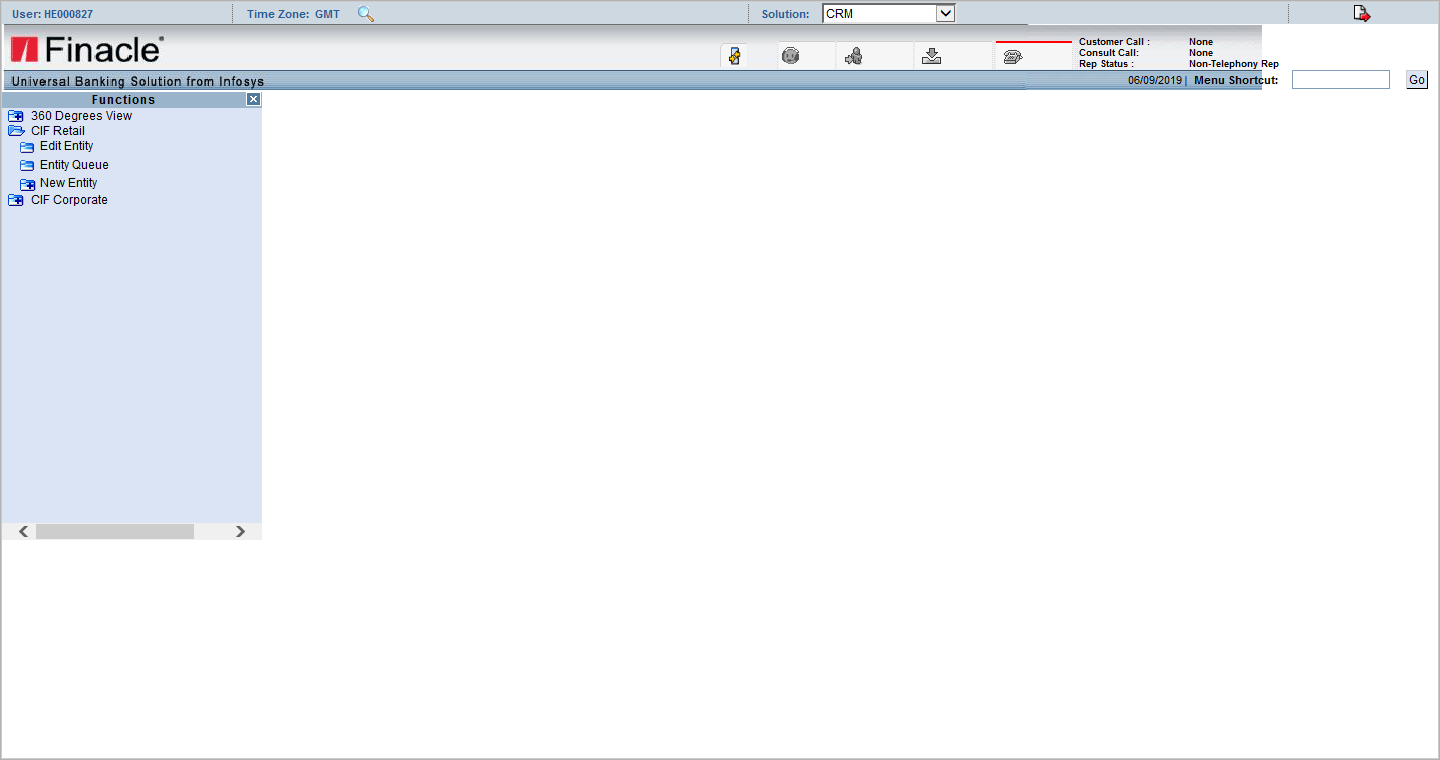 User: HE000827 Time Zone: GMT Solution: CRM
Finacle
Customer Call : None
Consult Call: None
Rep Status : Non-Telephony Rep
Universal Banking Solution from Infosys 06/09/2019 | Menu Shortcut: Go
Functions
360 Degrees View
CIF Retail
Edit Entity
Entity Queue
New Entity
CIF Corporate